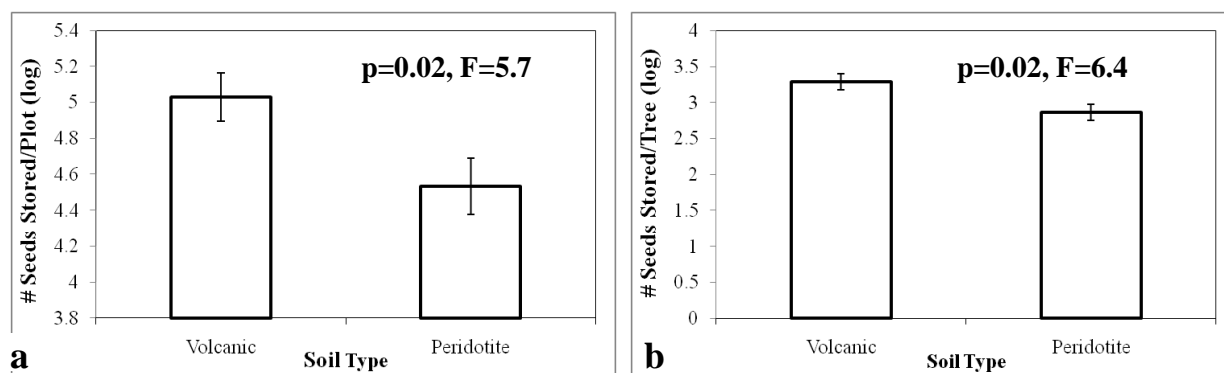 # Seeds Stored/Plot (log)
5.4
5.2
5
4.8
4.6
4.4
4.2
4
3.8
p=0.02, F=5.7
Volcanic
Peridotite
Soil Type
a
# Seeds Stored/Tree (log)
4
3.5
3
2.5
2
1.5
1
0.5
0
p=0.02, F=6.4
Volcanic
Peridotite
Soil Type
b